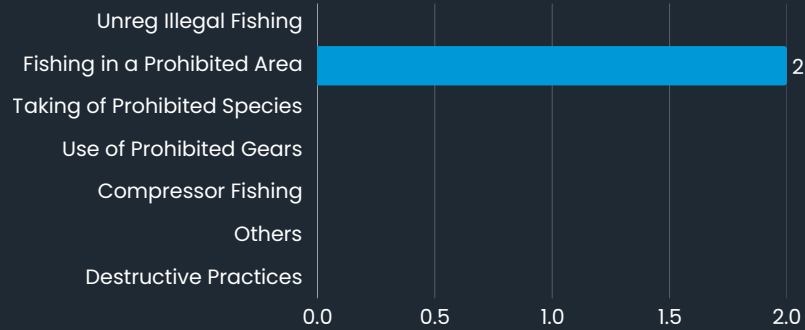 Unreg Illegal Fishing
Fishing in a Prohibited Area
2
Taking of Prohibited Species
Use of Prohibited Gears
Compressor Fishing
Others
Destructive Practices
0.0 0.5 1.0 1.5 2.0